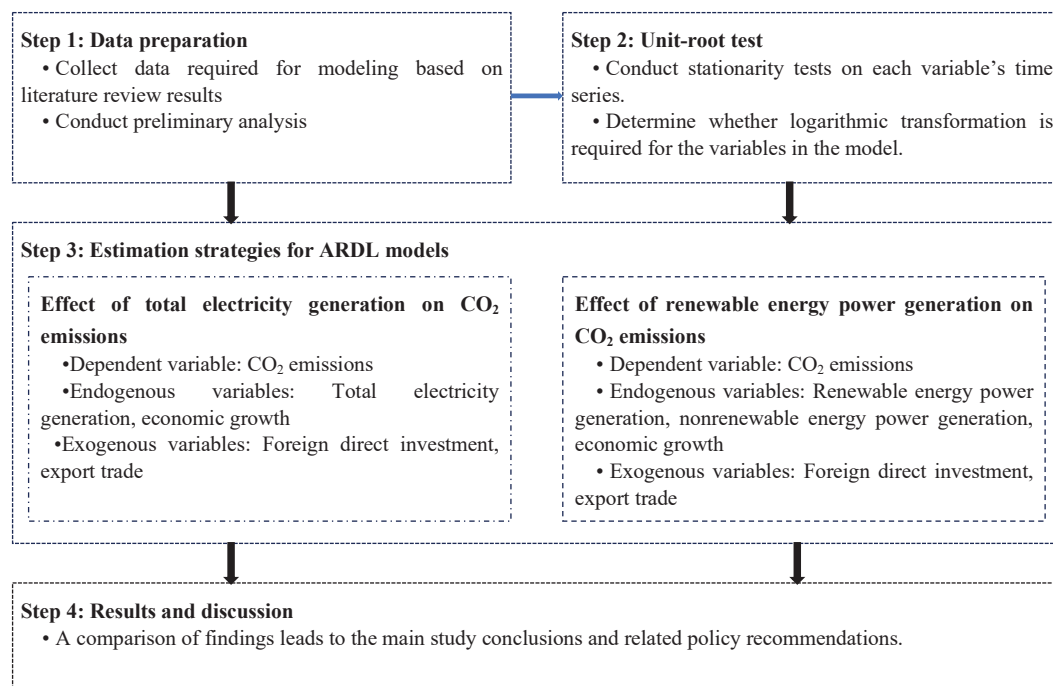 Step 1: Data preparation
• Collect data required for modeling based on
literature review results
• Conduct preliminary analysis
Step 2: Unit-root test
• Conduct stationarity tests on each variable’s time
series.
• Determine whether logarithmic transformation is
required for the variables in the model.
Step 3: Estimation strategies for ARDL models
Effect of total electricity generation on CO₂
emissions
•Dependent variable: CO₂ emissions
•Endogenous variables: Total electricity
generation, economic growth
•Exogenous variables: Foreign direct investment,
export trade
Effect of renewable energy power generation on
CO₂ emissions
• Dependent variable: CO₂ emissions
• Endogenous variables: Renewable energy power
generation, nonrenewable energy power generation,
economic growth
• Exogenous variables: Foreign direct investment,
export trade
Step 4: Results and discussion
• A comparison of findings leads to the main study conclusions and related policy recommendations.